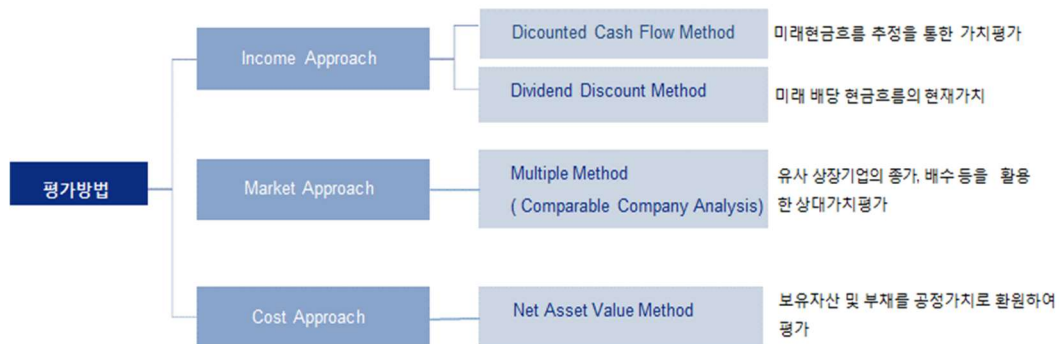 Dicounted Cash Flow Method
미래현금흐름 추정을 통한 가치평가
Income Approach
Dividend Discount Method
미래 배당 현금흐름의 현재가치
평가방법
Market Approach
Multiple Method
( Comparable Company Analysis)
유사 상장기업의 종가, 배수 등을 활용
한 상대가치평가
Cost Approach
Net Asset Value Method
보유자산 및 부채를 공정가치로 환원하여
평가